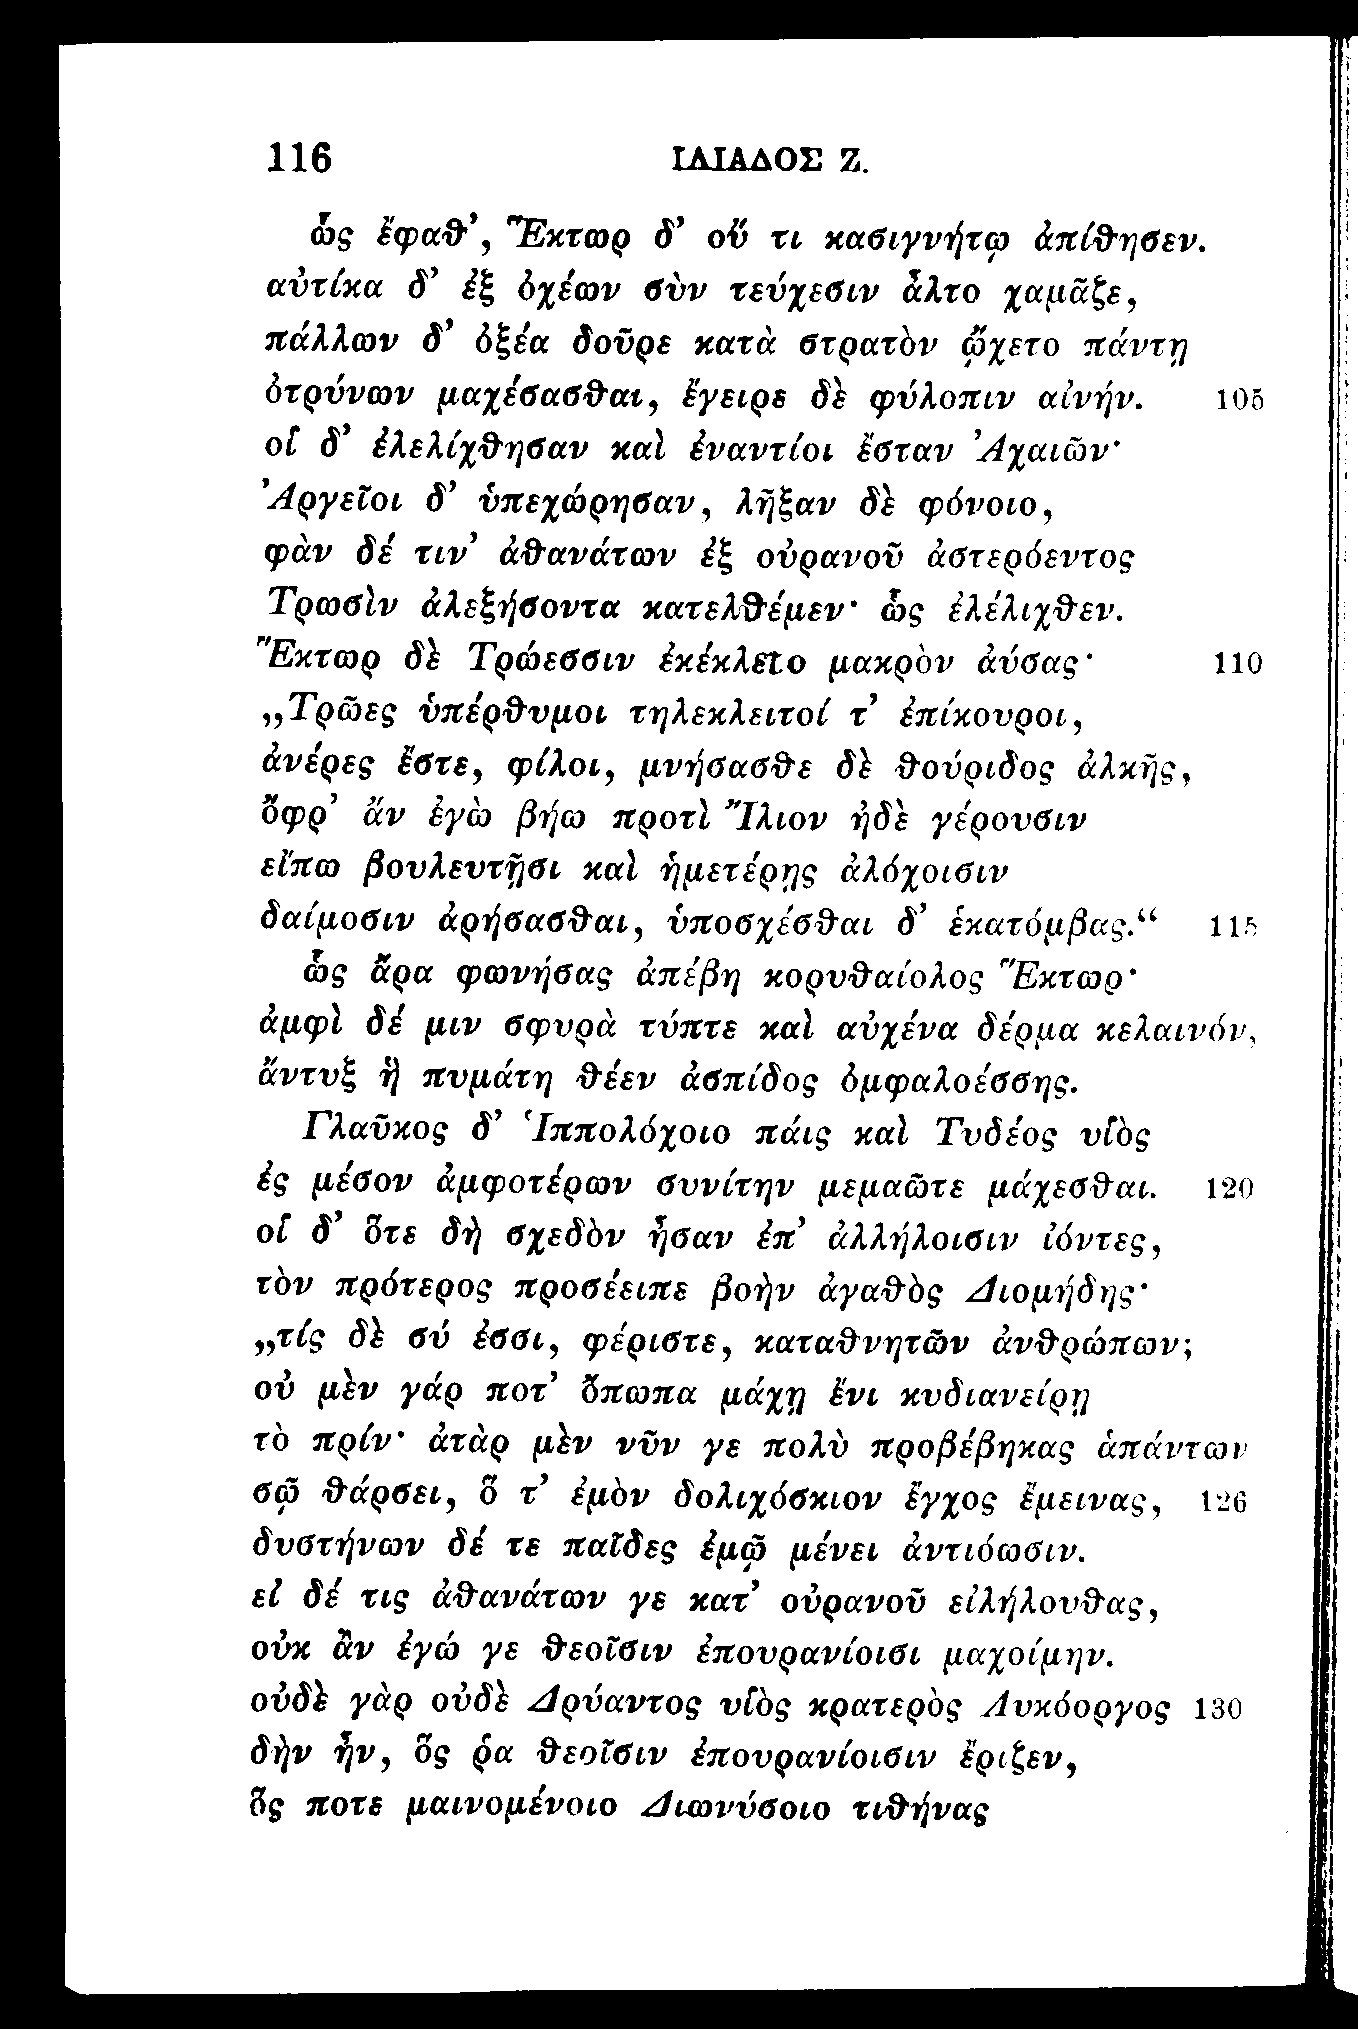 116 ΙΛΙΑΔΟΣ Ζ.
ὣς ἔφαθ’, Ἕκτωρ δ’ οὔ τι κασιγνήτῳ ἀπίθησεν.
αὐτίκα δ’ ἐξ ὀχέων σὺν τεύχεσιν ἆλτο χαμᾶζε,
πάλλων δ’ ὀξέα δοῦρε κατὰ στρατὸν ᾤχετο πάντῃ
ὀτρύνων μαχέσασθαι, ἔγειρε δὲ φύλοπιν αἰνήν. 105
οἳ δ’ ἐλελίχθησαν καὶ ἐναντίοι ἔσταν Ἀχαιῶν·
Ἀργεῖοι δ’ ὑπεχώρησαν, λῆξαν δὲ φόνοιο,
φὰν δέ τιν’ ἀθανάτων ἐξ οὐρανοῦ ἀστερόεντος
Τρωσὶν ἀλεξήσοντα κατελθέμεν· ὣς ἐλέλιχθεν.
Ἕκτωρ δὲ Τρώεσσιν ἐκέκλετο μακρὸν ἀύσας· 110
„Τρῶες ὑπέρθυμοι τηλεκλειτοί τ’ ἐπίκουροι,
ἀνέρες ἔστε, φίλοι, μνήσασθε δὲ θούριδος ἀλκῆς,
ὄφρ’ ἂν ἐγὼ βήω προτὶ Ἴλιον ἠδὲ γέρουσιν
εἴπω βουλευτῇσι καὶ ἡμετέρῃς ἀλόχοισιν
δαίμοσιν ἀρήσασθαι, ὑποσχέσθαι δ’ ἑκατόμβας.“ 115
ὣς ἄρα φωνήσας ἀπέβη κορυθαίολος Ἕκτωρ·
ἀμφὶ δέ μιν σφυρὰ τύπτε καὶ αὐχένα δέρμα κελαινόν,
ἄντυξ ἣ πυμάτη θέεν ἀσπίδος ὀμφαλοέσσης.
Γλαῦκος δ’ Ἱππολόχοιο πάις καὶ Τυδέος υἱὸς
ἐς μέσον ἀμφοτέρων συνίτην μεμαῶτε μάχεσθαι. 120
οἳ δ’ ὅτε δὴ σχεδὸν ἦσαν ἐπ’ ἀλλήλοισιν ἰόντες,
τὸν πρότερος προσέειπε βοὴν ἀγαθὸς Διομήδης·
„τίς δὲ σύ ἐσσι, φέριστε, καταθνητῶν ἀνθρώπων;
οὐ μὲν γάρ ποτ’ ὄπωπα μάχῃ ἔνι κυδιανείρῃ
τὸ πρίν· ἀτὰρ μὲν νῦν γε πολὺ προβέβηκας ἁπάντων
σῷ θάρσει, ὅ τ’ ἐμὸν δολιχόσκιον ἔγχος ἔμεινας, 126
δυστήνων δέ τε παῖδες ἐμῷ μένει ἀντιόωσιν.
εἰ δέ τις ἀθανάτων γε κατ’ οὐρανοῦ εἰλήλουθας,
οὐκ ἂν ἐγώ γε θεοῖσιν ἐπουρανίοισι μαχοίμην.
οὐδὲ γὰρ οὐδὲ Δρύαντος υἱὸς κρατερὸς Λυκόοργος 130
δὴν ἦν, ὅς ῥα θεοῖσιν ἐπουρανίοισιν ἔριζεν,
ὅς ποτε μαινομένοιο Διωνύσοιο τιθήνας